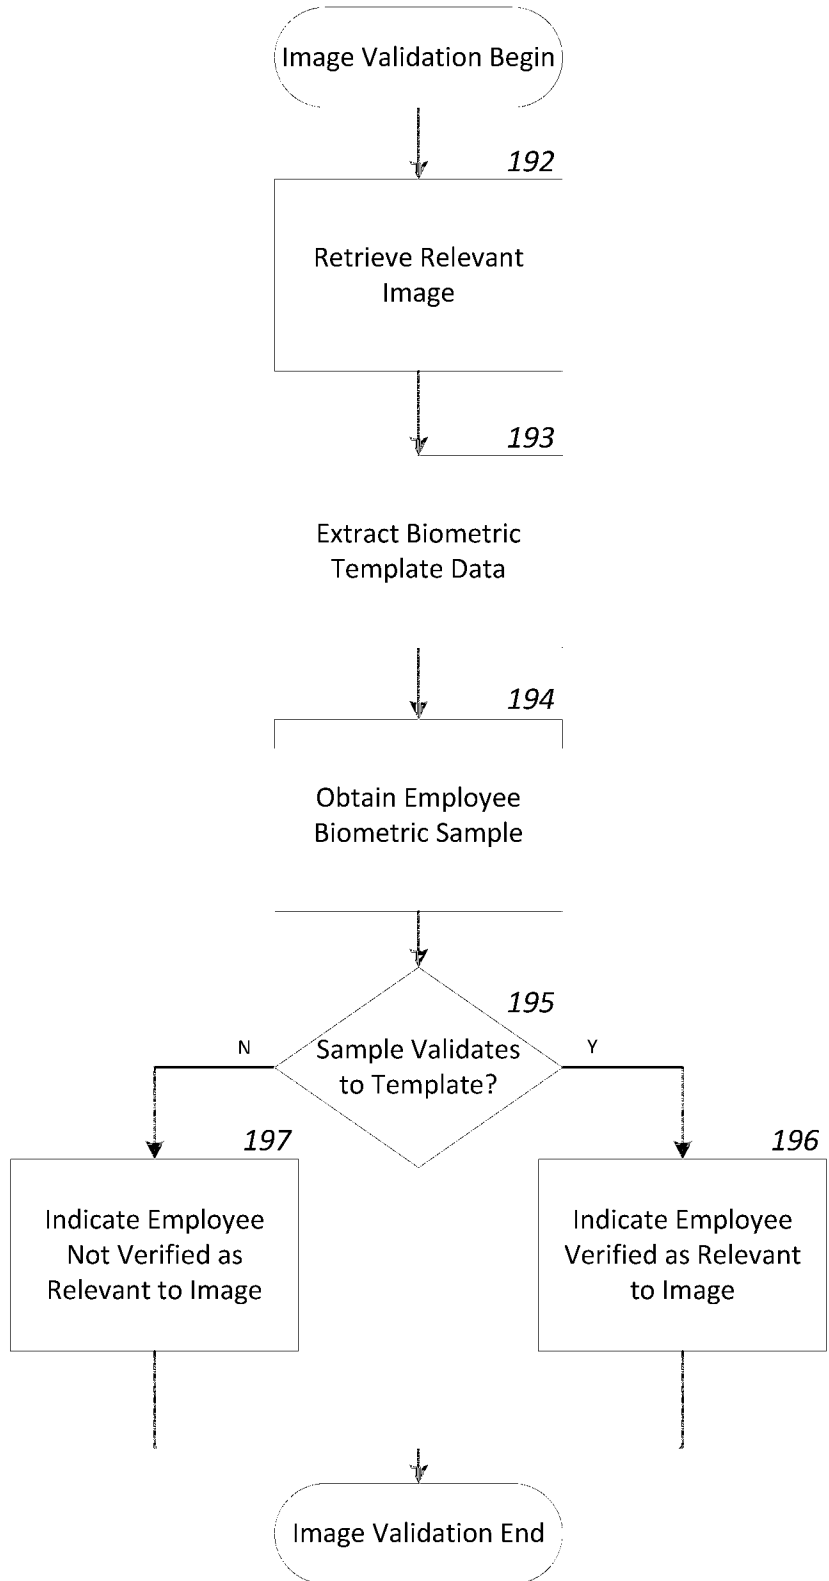 Image Validation Begin
192
Retrieve Relevant
Image
193
Extract Biometric
Template Data
194
Obtain Employee
Biometric Sample
195
N
Sample Validates
to Template?
Y
197
Indicate Employee
Not Verified as
Relevant to Image
196
Indicate Employee
Verified as Relevant
to Image
Image Validation End